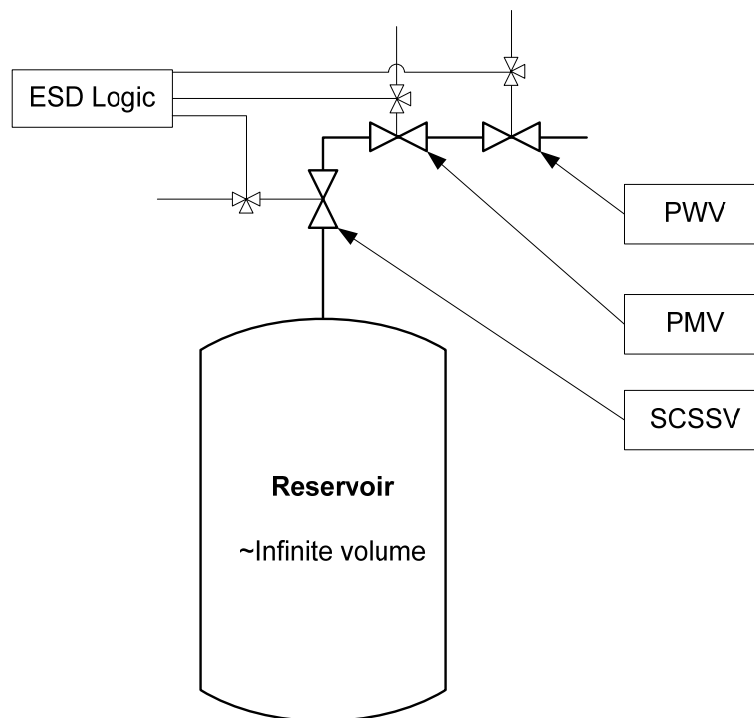 ESD Logic
PWV
PMV
SCSSV
Reservoir
~Infinite volume